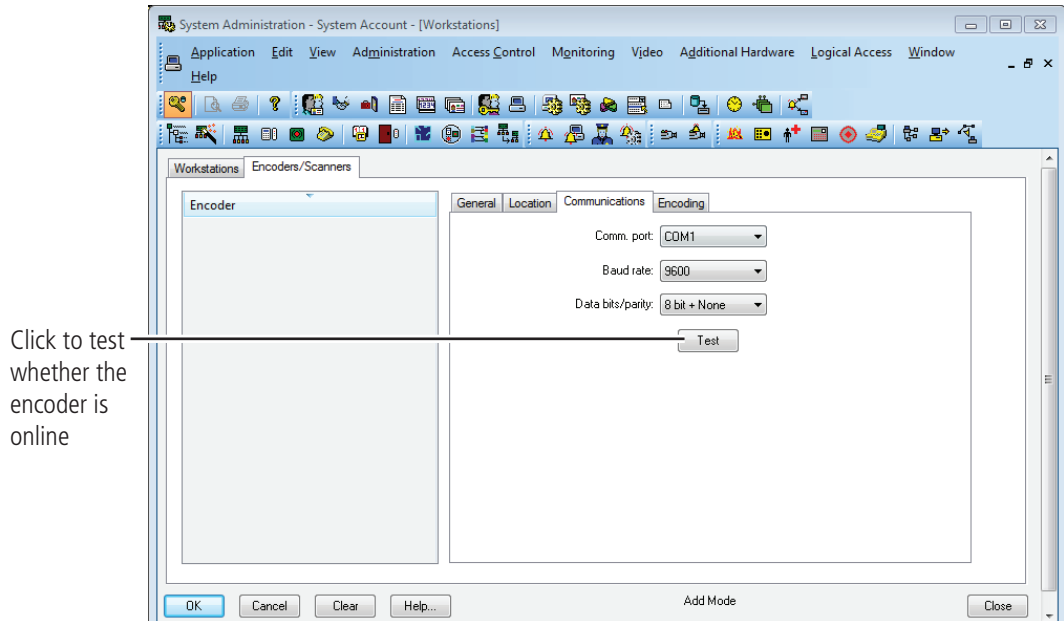 System Administration - System Account - [Workstations]
Application Edit View Administration Access Control Monitoring Video Additional Hardware Logical Access Window
Help
Workstations Encoders/Scanners
Encoder
General Location Communications Encoding
Comm. port: COM1
Baud rate: 9600
Data bits/parity: 8 bit + None
Test
Click to test
whether the
encoder is
online
OK Cancel Clear Help... Add Mode Close